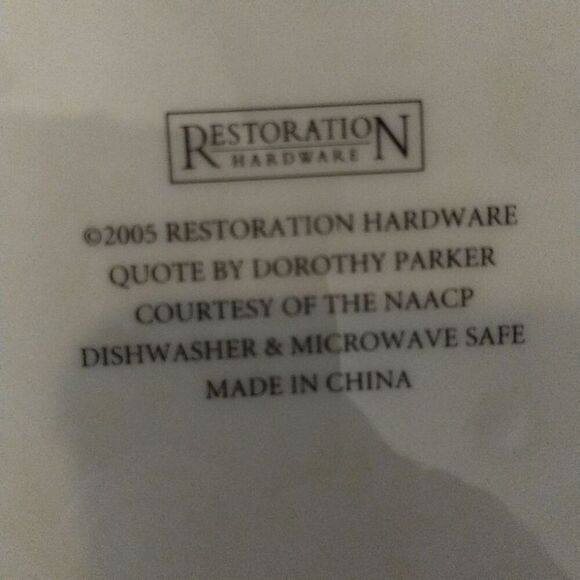 RESTORATION
HARDWARE
©2005 RESTORATION HARDWARE
QUOTE BY DOROTHY PARKER
COURTESY OF THE NAACP
DISHWASHER & MICROWAVE SAFE
MADE IN CHINA